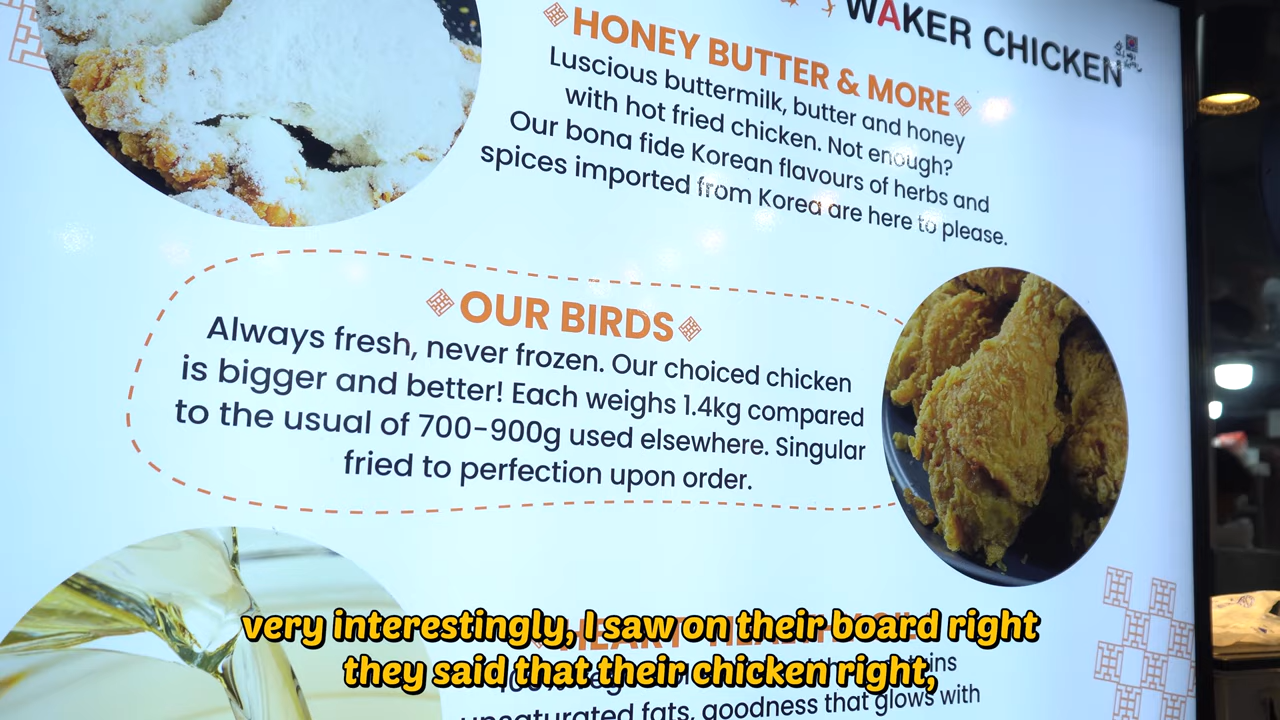 WAKER CHICKEN
HONEY BUTTER & MORE
Luscious buttermilk, butter and honey
with hot fried chicken. Not enough?
Our bona fide Korean flavours of herbs and
spices imported from Korea are here to please.
OUR BIRDS
Always fresh, never frozen. Our choiced chicken
is bigger and better! Each weighs 1.4kg compared
to the usual of 700-900g used elsewhere. Singular
fried to perfection upon order.
very interestingly, I saw on their board right
they said that their chicken right,
unsaturated fats, goodness that glows with